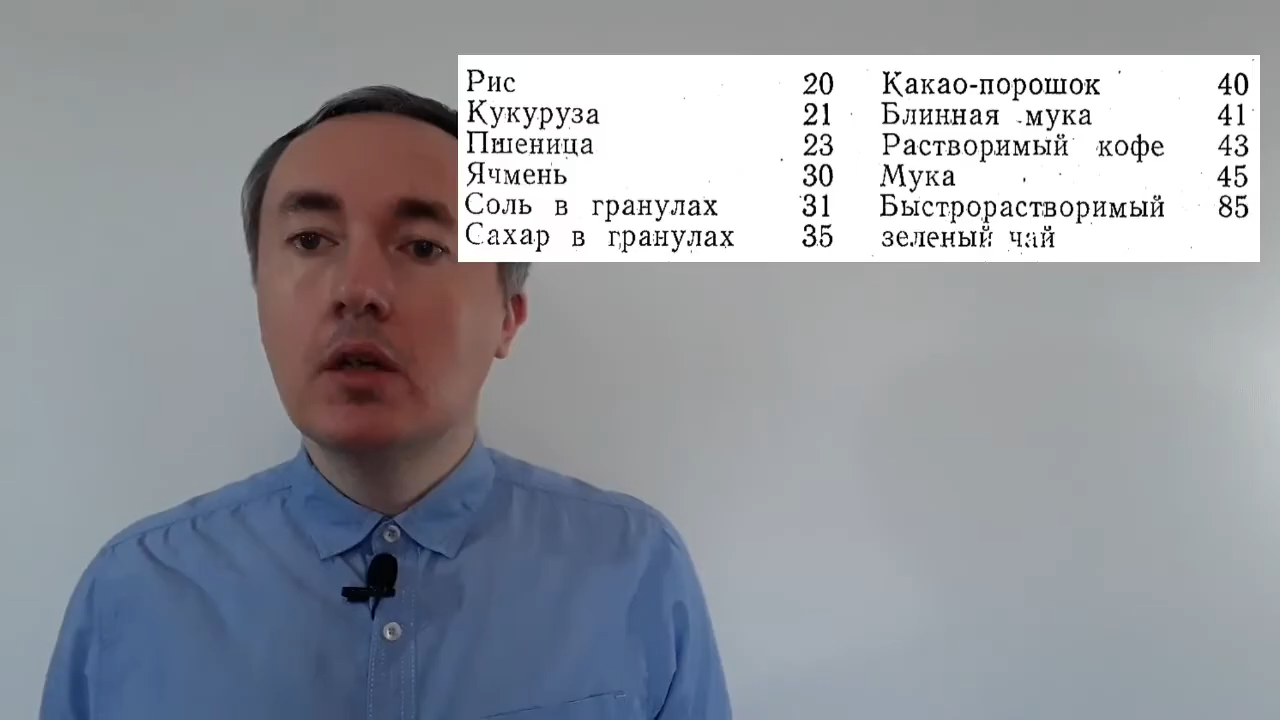 Рис 20 Какао-порошок 40
Кукуруза 21 Блинная мука 41
Пшеница 23 Растворимый кофе 43
Ячмень 30 Мука 45
Соль в гранулах 31 Быстрорастворимый 85
Сахар в гранулах 35 зеленый чай